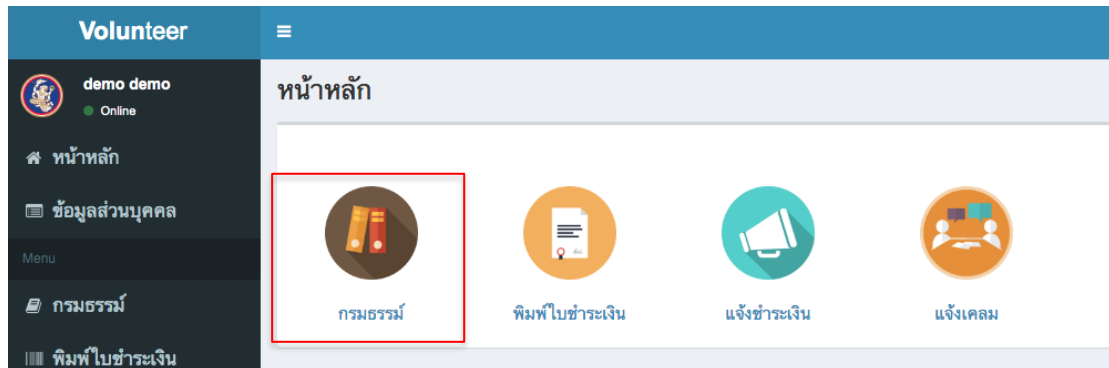 Volunteer
demo demo
Online
หน้าหลัก
ข้อมูลส่วนบุคคล
Menu
กรมธรรม์
พิมพ์ใบชำระเงิน
หน้าหลัก
กรมธรรม์
พิมพ์ใบชำระเงิน
แจ้งชำระเงิน
แจ้งเคลม